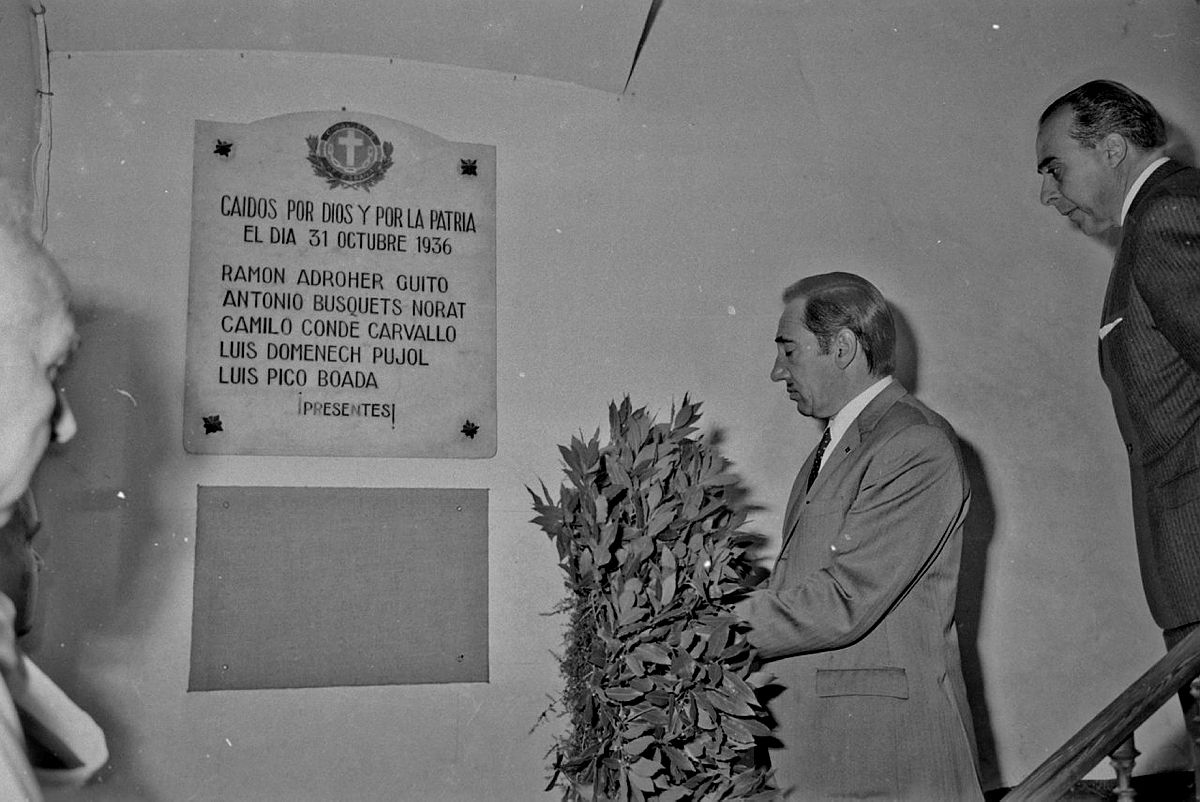 CAIDOS POR DIOS Y POR LA PATRIA
EL DIA 31 OCTUBRE 1936
RAMON ADROHER GUITO
ANTONIO BUSQUETS NORAT
CAMILO CONDE CARVALLO
LUIS DOMENECH PUJOL
LUIS PICO BOADA
¡PRESENTES!